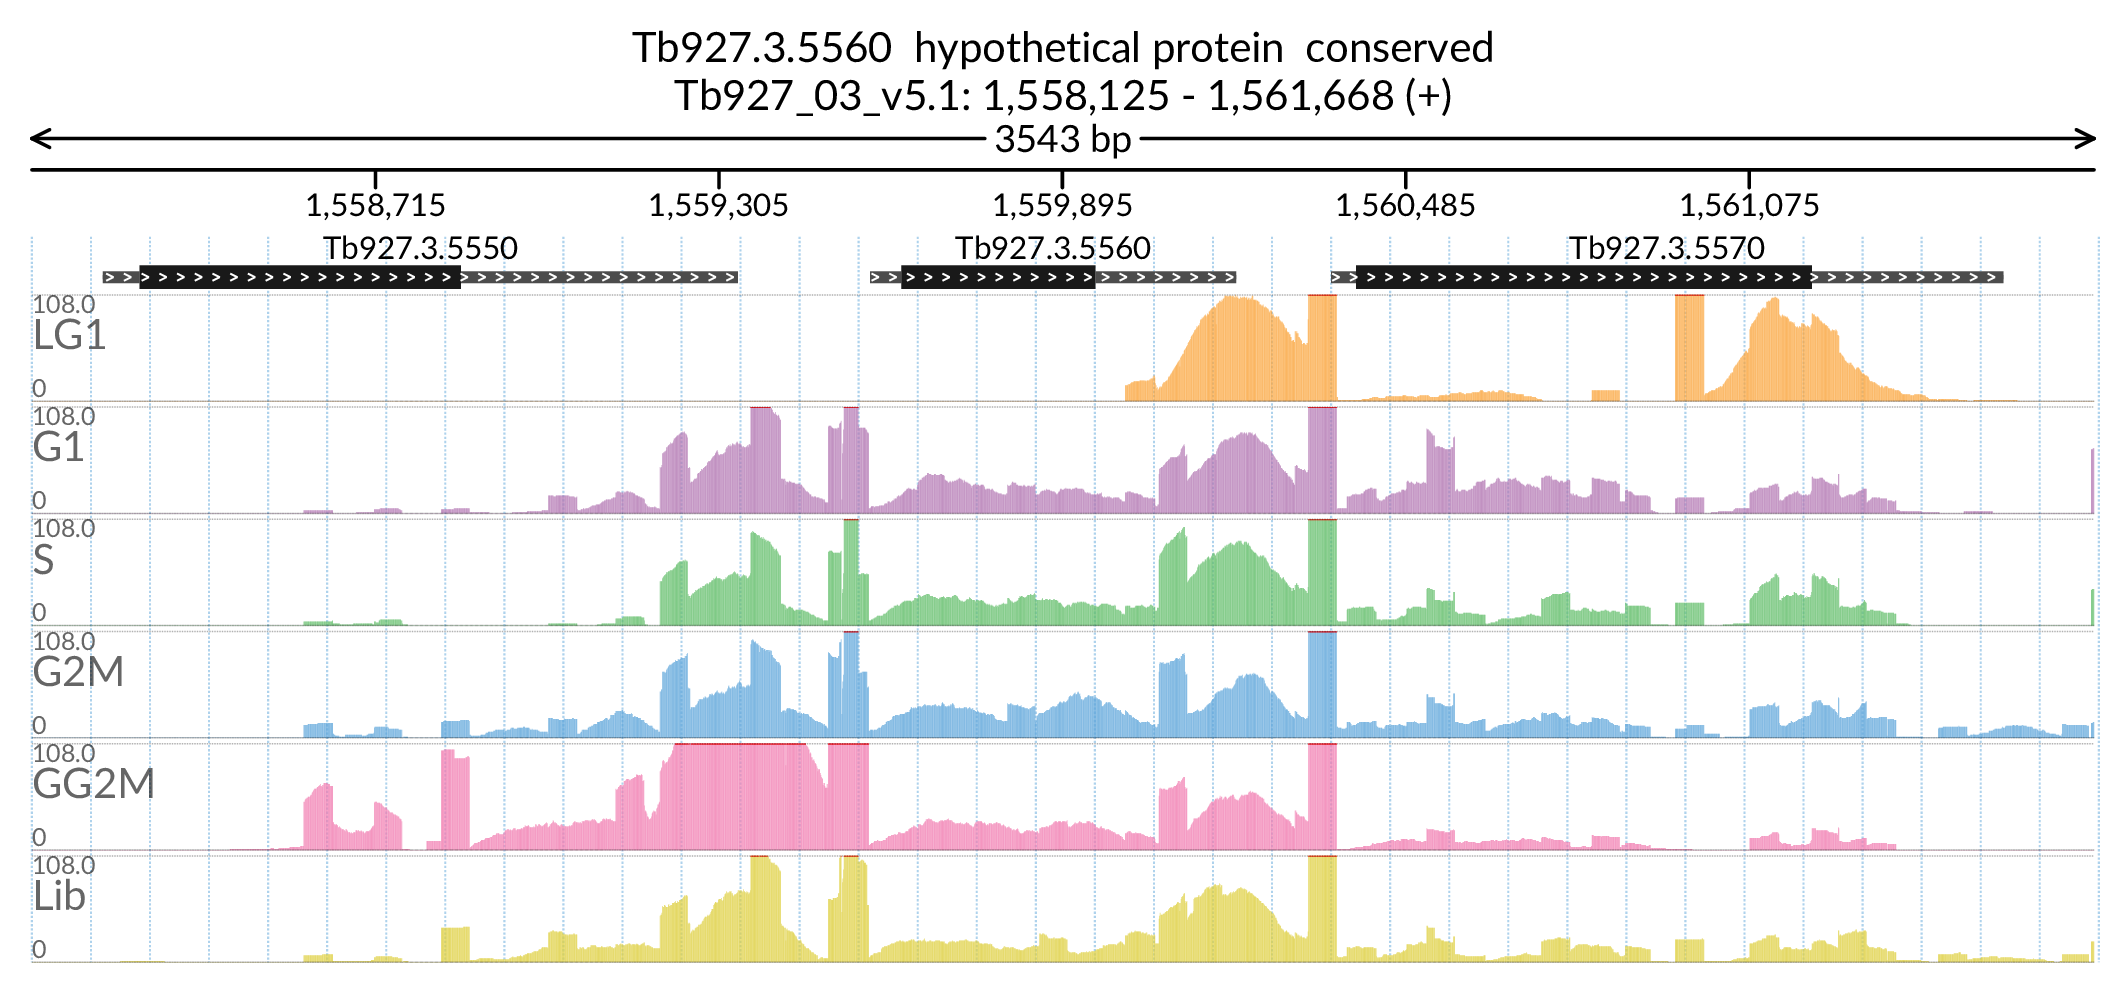 Tb927.3.5560  hypothetical protein  conserved
Tb927_03_v5.1: 1,558,125 - 1,561,668 (+)
3543 bp
1,558,715 1,559,305 1,559,895 1,560,485 1,561,075
Tb927.3.5550 Tb927.3.5560 Tb927.3.5570
108.0
LG1
0
108.0
G1
0
108.0
S
0
108.0
G2M
0
108.0
GG2M
0
108.0
Lib
0